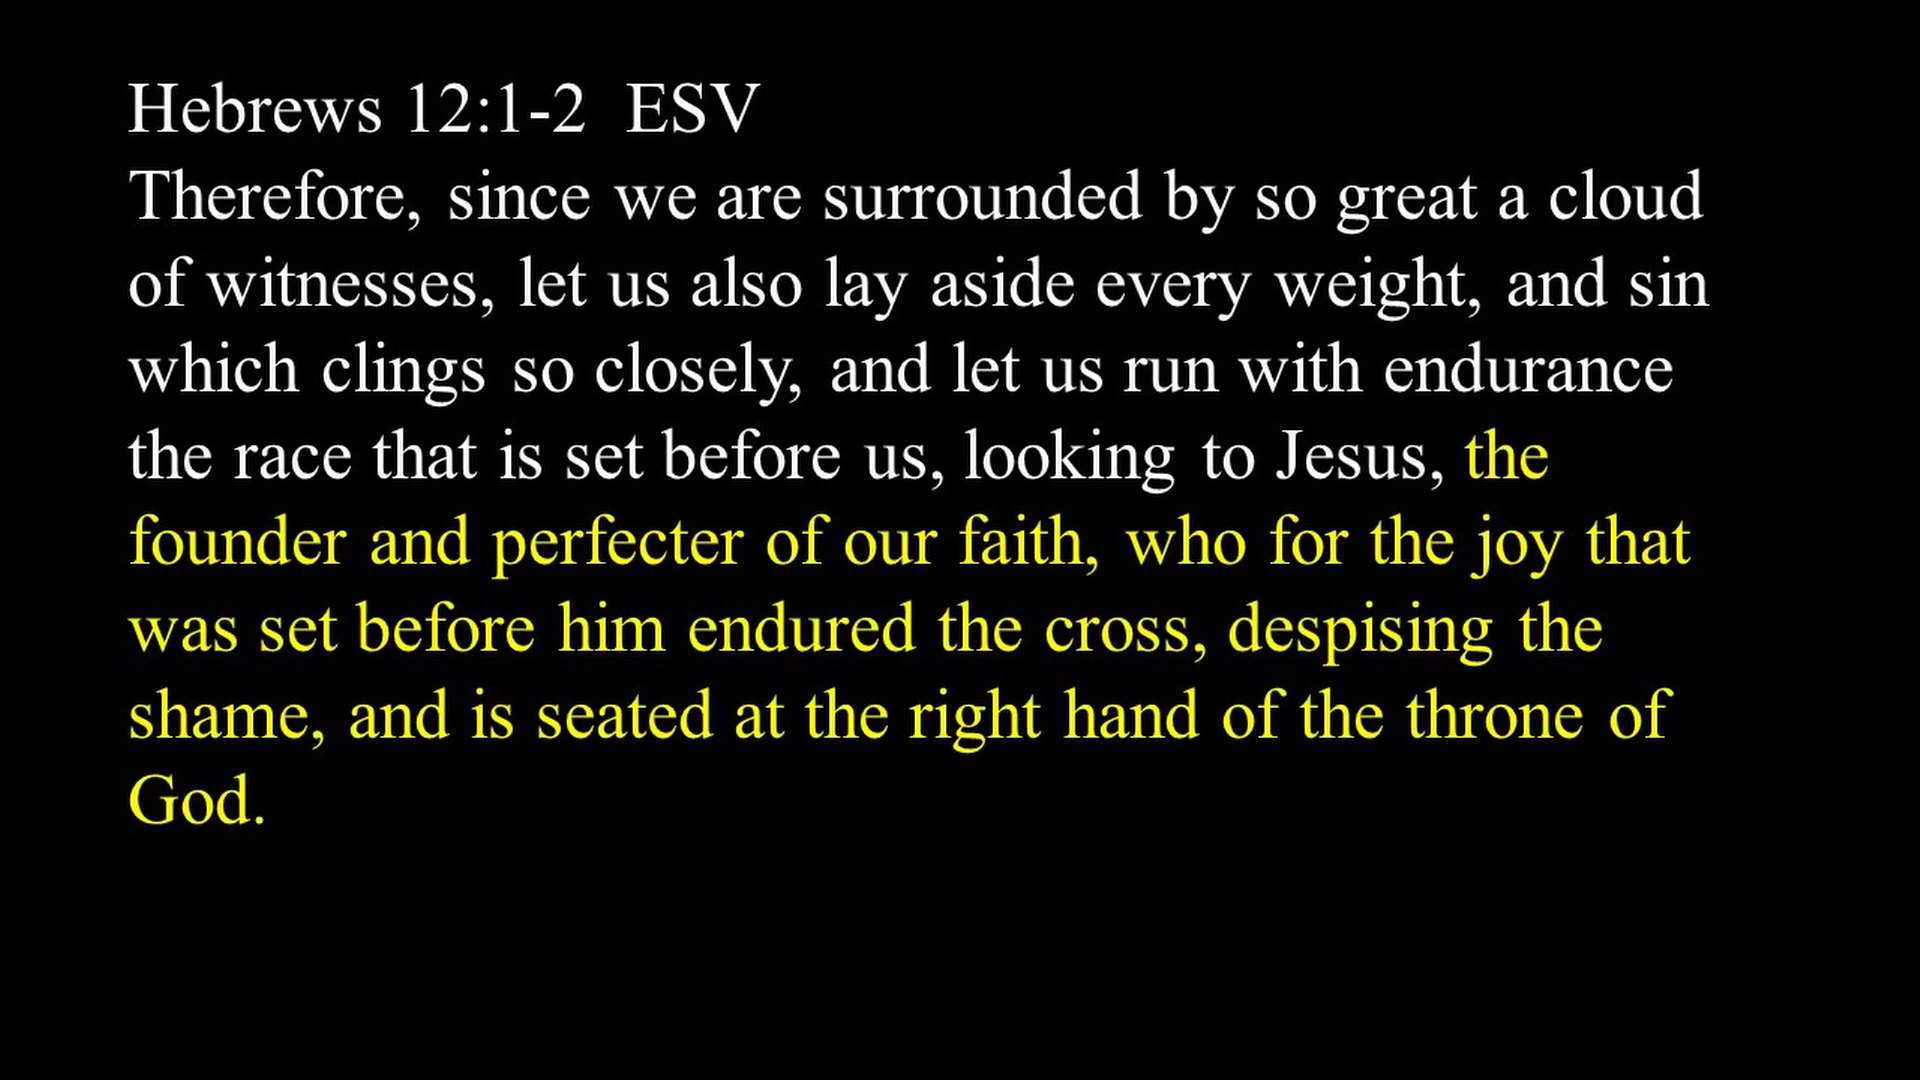 Hebrews 12:1-2  ESV
Therefore, since we are surrounded by so great a cloud
of witnesses, let us also lay aside every weight, and sin
which clings so closely, and let us run with endurance
the race that is set before us, looking to Jesus, the
founder and perfecter of our faith, who for the joy that
was set before him endured the cross, despising the
shame, and is seated at the right hand of the throne of
God.